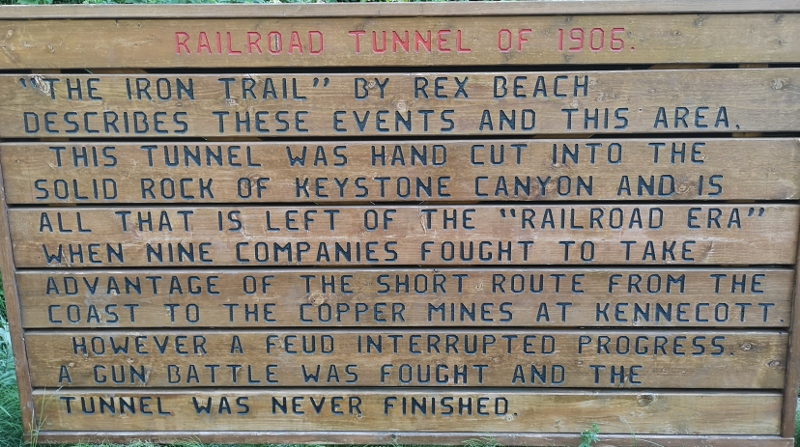 RAILROAD TUNNEL OF 1906.
"THE IRON TRAIL" BY REX BEACH
DESCRIBES THESE EVENTS AND THIS AREA.
THIS TUNNEL WAS HAND CUT INTO THE
SOLID ROCK OF KEYSTONE CANYON AND IS
ALL THAT IS LEFT OF THE "RAILROAD ERA"
WHEN NINE COMPANIES FOUGHT TO TAKE
ADVANTAGE OF THE SHORT ROUTE FROM THE
COAST TO THE COPPER MINES AT KENNECOTT.
HOWEVER A FEUD INTERRUPTED PROGRESS.
A GUN BATTLE WAS FOUGHT AND THE
TUNNEL WAS NEVER FINISHED.